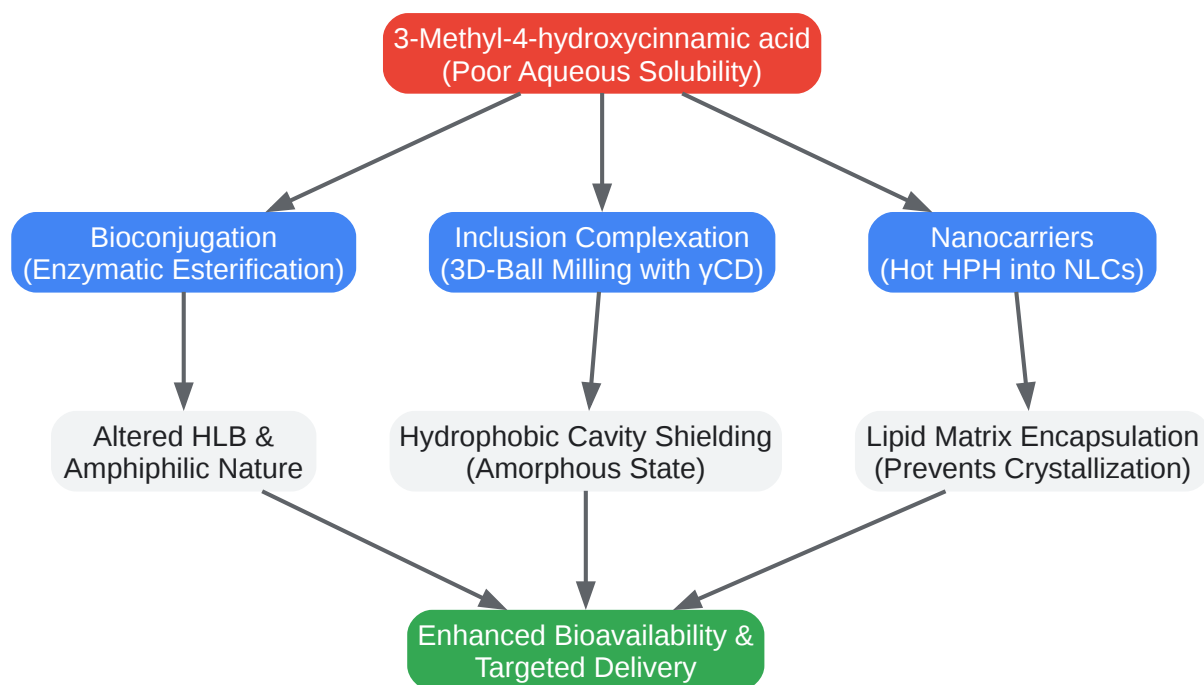 3-Methyl-4-hydroxycinnamic acid
(Poor Aqueous Solubility)
Bioconjugation
(Enzymatic Esterification)
Inclusion Complexation
(3D-Ball Milling with γCD)
Nanocarriers
(Hot HPH into NLCs)
Altered HLB &
Amphiphilic Nature
Hydrophobic Cavity Shielding
(Amorphous State)
Lipid Matrix Encapsulation
(Prevents Crystallization)
Enhanced Bioavailability &
Targeted Delivery